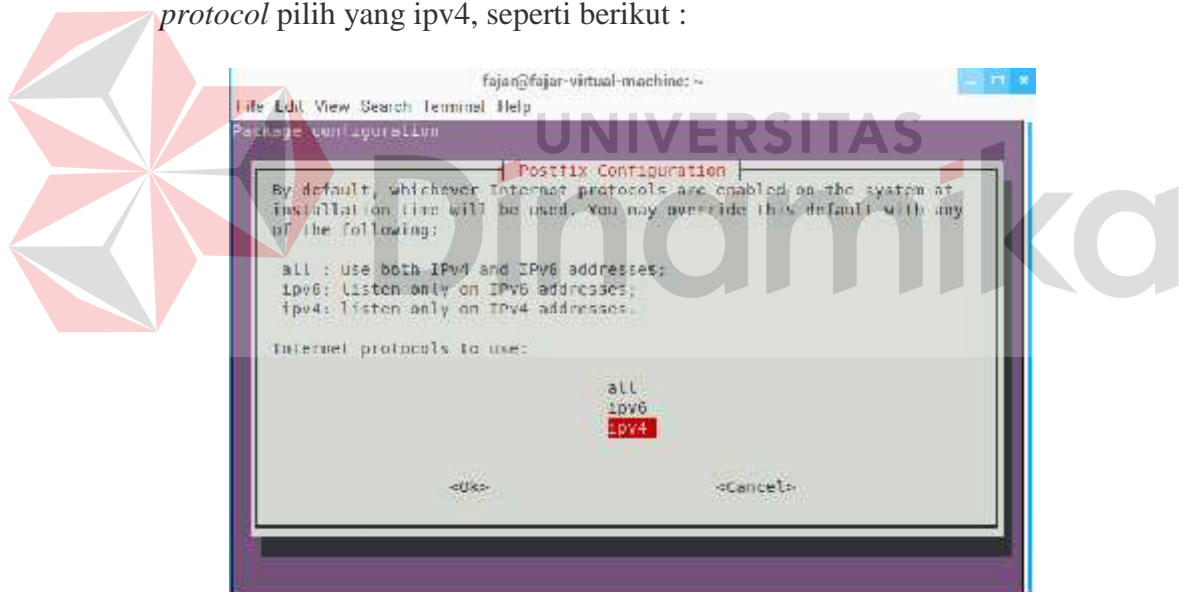 protocol pilih yang ipv4, seperti berikut :
fajar@fajar-virtual-machine: ~
File Edit View Search Terminal Help
Package configuration
UNIVERSITAS
Dinamika
Postfix Configuration
By default, whichever Internet protocols are enabled on the system at
installation time will be used. You may override this default with any
of the following:
all : use both IPv4 and IPv6 addresses;
ipv6: listen only on IPv6 addresses;
ipv4: listen only on IPv4 addresses.
Internet protocols to use:
all
ipv6
ipv4
<Ok> <Cancel>